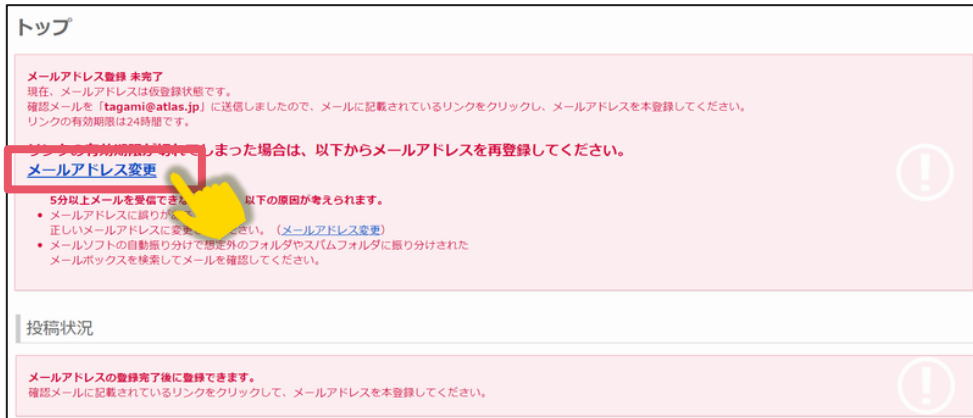 トップ
メールアドレス登録 未完了
現在、メールアドレスは仮登録状態です。
確認メールを「tagami@atlas.jp」に送信しましたので、メールに記載されているリンクをクリックし、メールアドレスを本登録してください。
リンクの有効期限は24時間です。
リンクの有効期限が切れてしまった場合は、以下からメールアドレスを再登録してください。
メールアドレス変更
5分以上メールを受信でき 以下の原因が考えられます。
• メールアドレスに誤りが
正しいメールアドレスに変更 さい。（メールアドレス変更）
• メールソフトの自動振り分けで想定外のフォルダやスパムフォルダに振り分けされた
メールボックスを検索してメールを確認してください。
投稿状況
メールアドレスの登録完了後に登録できます。
確認メールに記載されているリンクをクリックして、メールアドレスを本登録してください。